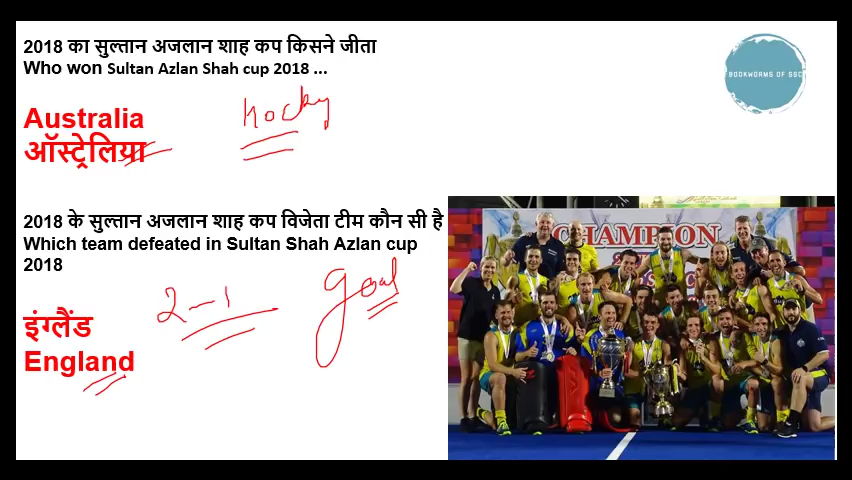 2018 का सुल्तान अजलान शाह कप किसने जीता
Who won Sultan Azlan Shah cup 2018 ...
Australia
ऑस्ट्रेलिया
hocky
BOOKWORMS OF SSC
2018 के सुल्तान अजलान शाह कप विजेता टीम कौन सी है
Which team defeated in Sultan Shah Azlan cup
2018
2-1 goal
इंग्लैंड
England
CHAMPION